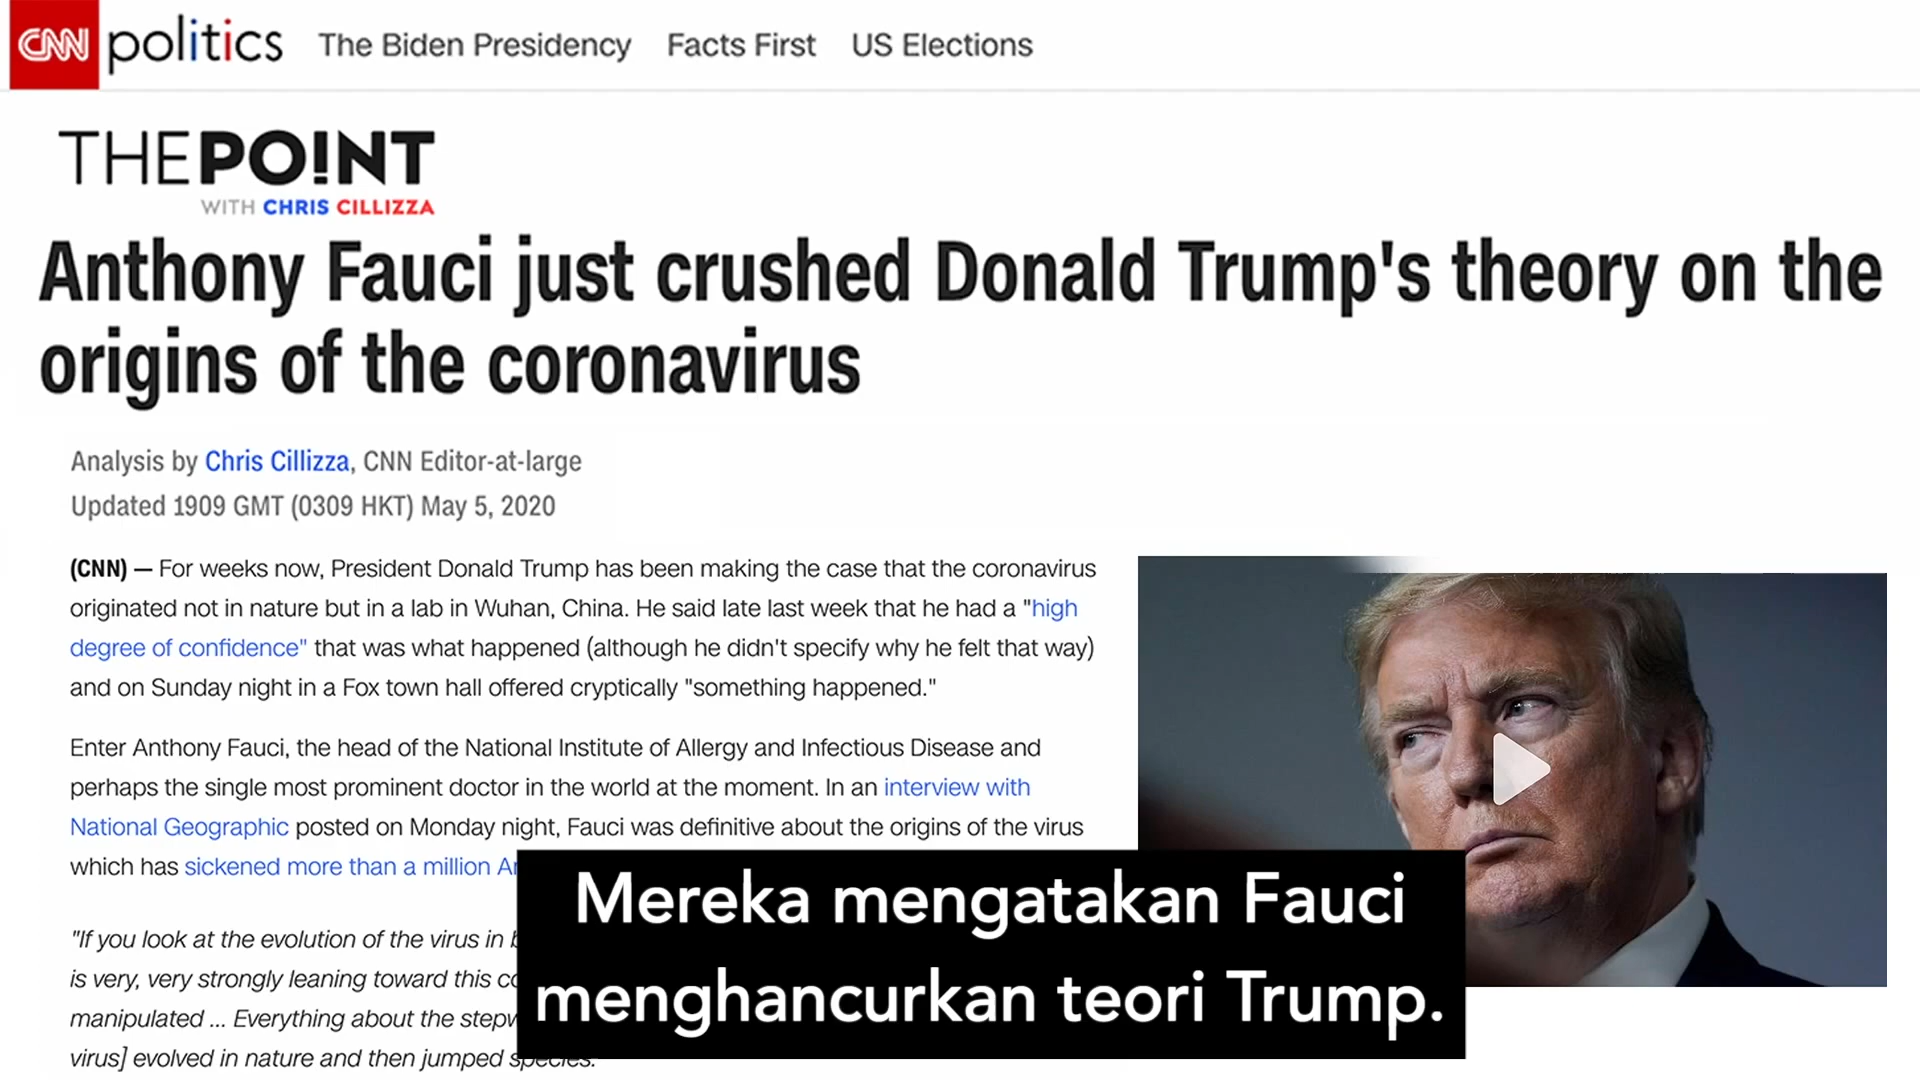 CNN politics The Biden Presidency Facts First US Elections
THE PO!NT
WITH CHRIS CILLIZZA
Anthony Fauci just crushed Donald Trump's theory on the
origins of the coronavirus
Analysis by Chris Cillizza, CNN Editor-at-large
Updated 1909 GMT (0309 HKT) May 5, 2020
(CNN) — For weeks now, President Donald Trump has been making the case that the coronavirus
originated not in nature but in a lab in Wuhan, China. He said late last week that he had a "high
degree of confidence" that was what happened (although he didn't specify why he felt that way)
and on Sunday night in a Fox town hall offered cryptically "something happened."
Enter Anthony Fauci, the head of the National Institute of Allergy and Infectious Disease and
perhaps the single most prominent doctor in the world at the moment. In an interview with
National Geographic posted on Monday night, Fauci was definitive about the origins of the virus
which has sickened more than a million
"If you look at the evolution of the virus in
is very, very strongly leaning toward this
manipulated ... Everything about the
virus] evolved in nature and then jumped species.
Mereka mengatakan Fauci
menghancurkan teori Trump.